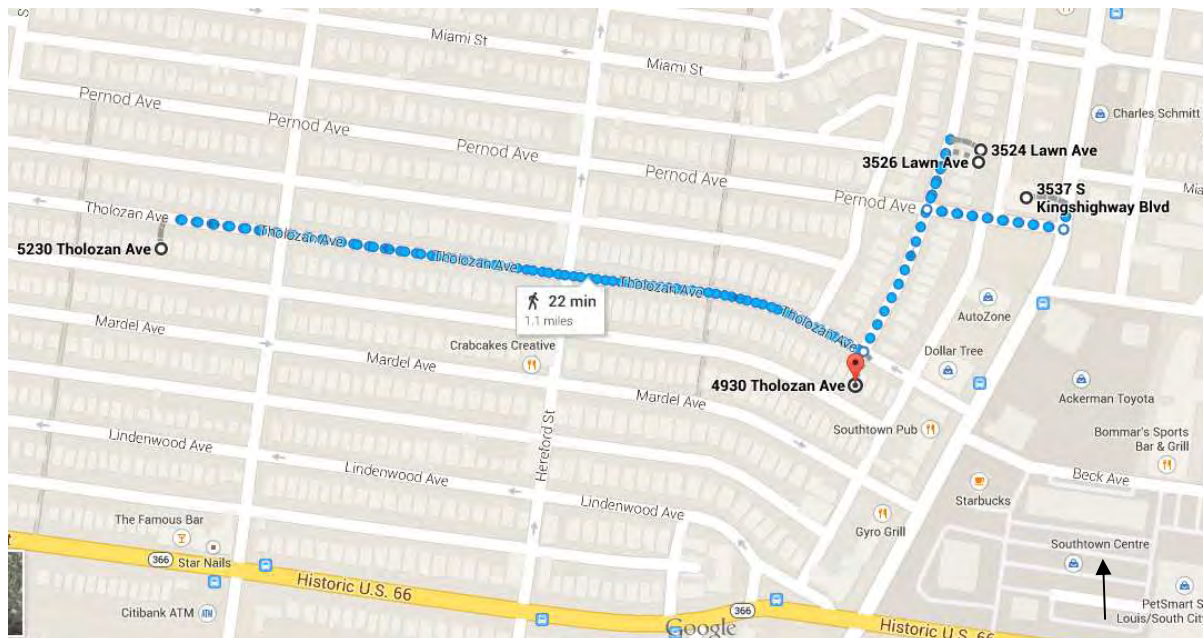 S
Miami St
Miami St
Pernod Ave
Pernod Ave
Pernod Ave
Pernod Ave
Charles Schmitt
3524 Lawn Ave
3526 Lawn Ave
3537 S
Kingshighway Blvd
Mia
Tholozan Ave
5230 Tholozan Ave
Tholozan Ave
Tholozan Ave
Tholozan Ave
Tholozan Ave
22 min
1.1 miles
AutoZone
Dollar Tree
4930 Tholozan Ave
Ackerman Toyota
Mardel Ave
Mardel Ave
Mardel Ave
Crabcakes Creative
Southtown Pub
Bommar's Sports
Bar & Grill
Hereford St
Lindenwood Ave
Lindenwood Ave
Lindenwood Ave
Beck Ave
Starbucks
Gyro Grill
The Famous Bar
Star Nails
366
Southtown Centre
Historic U.S. 66
Citibank ATM
ATM
366
PetSmart S
Louis/South City
Google
Historic U.S. 66